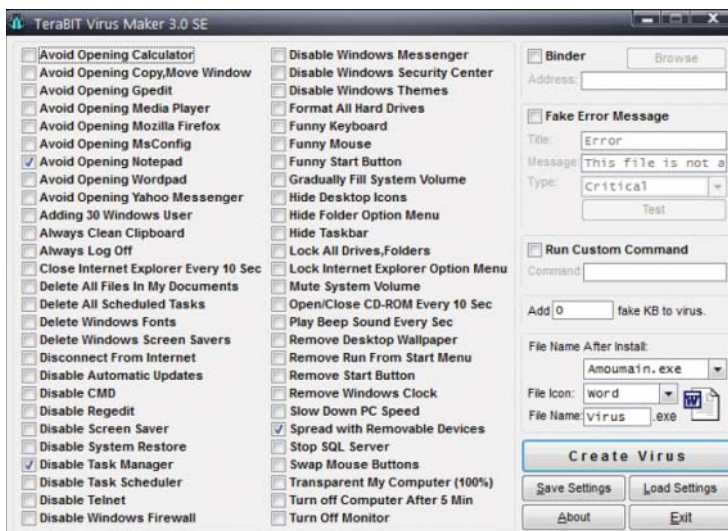 TeraBIT Virus Maker 3.0 SE
Avoid Opening Calculator
Avoid Opening Copy,Move Window
Avoid Opening Gpedit
Avoid Opening Media Player
Avoid Opening Mozilla Firefox
Avoid Opening MsConfig
Avoid Opening Notepad
Avoid Opening Wordpad
Avoid Opening Yahoo Messenger
Adding 30 Windows User
Always Clean Clipboard
Always Log Off
Close Internet Explorer Every 10 Sec
Delete All Files In My Documents
Delete All Scheduled Tasks
Delete Windows Fonts
Delete Windows Screen Savers
Disconnect From Internet
Disable Automatic Updates
Disable CMD
Disable Regedit
Disable Screen Saver
Disable System Restore
Disable Task Manager
Disable Task Scheduler
Disable Telnet
Disable Windows Firewall
Disable Windows Messenger
Disable Windows Security Center
Disable Windows Themes
Format All Hard Drives
Funny Keyboard
Funny Mouse
Funny Start Button
Gradually Fill System Volume
Hide Desktop Icons
Hide Folder Option Menu
Hide Taskbar
Lock All Drives,Folders
Lock Internet Explorer Option Menu
Mute System Volume
Open/Close CD-ROM Every 10 Sec
Play Beep Sound Every Sec
Remove Desktop Wallpaper
Remove Run From Start Menu
Remove Start Button
Remove Windows Clock
Slow Down PC Speed
Spread with Removable Devices
Stop SQL Server
Swap Mouse Buttons
Transparent My Computer (100%)
Turn off Computer After 5 Min
Turn Off Monitor
Binder Browse
Address:
Fake Error Message
Title: Error
Message: This file is not a
Type: Critical
Test
Run Custom Command
Command:
Add 0 fake KB to virus.
File Name After Install:
Amoumain.exe
File Icon: Word
File Name: Virus .exe
Create Virus
Save Settings Load Settings
About Exit